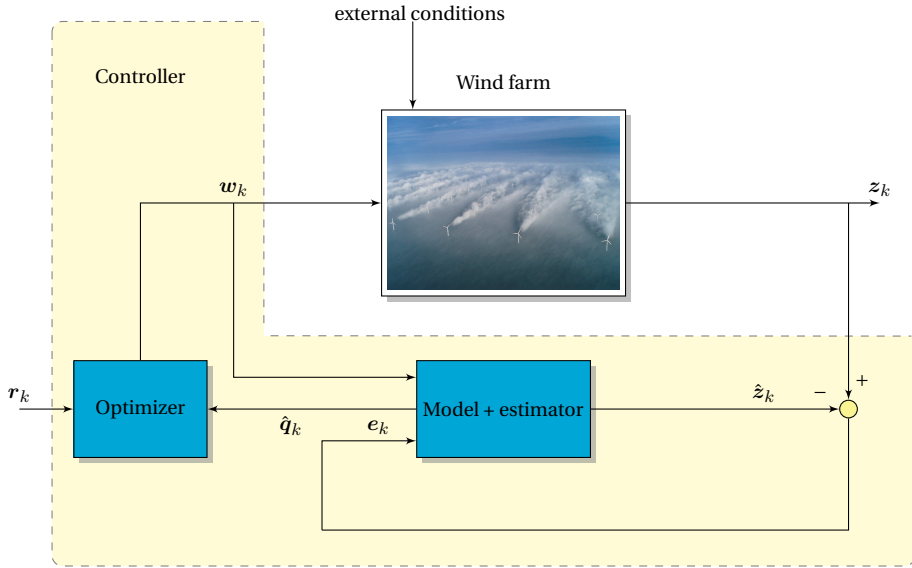 external conditions
Controller
Wind farm
w_k
z_k
r_k
Optimizer
Model + estimator
ẑ_k
−
+
q̂_k
e_k